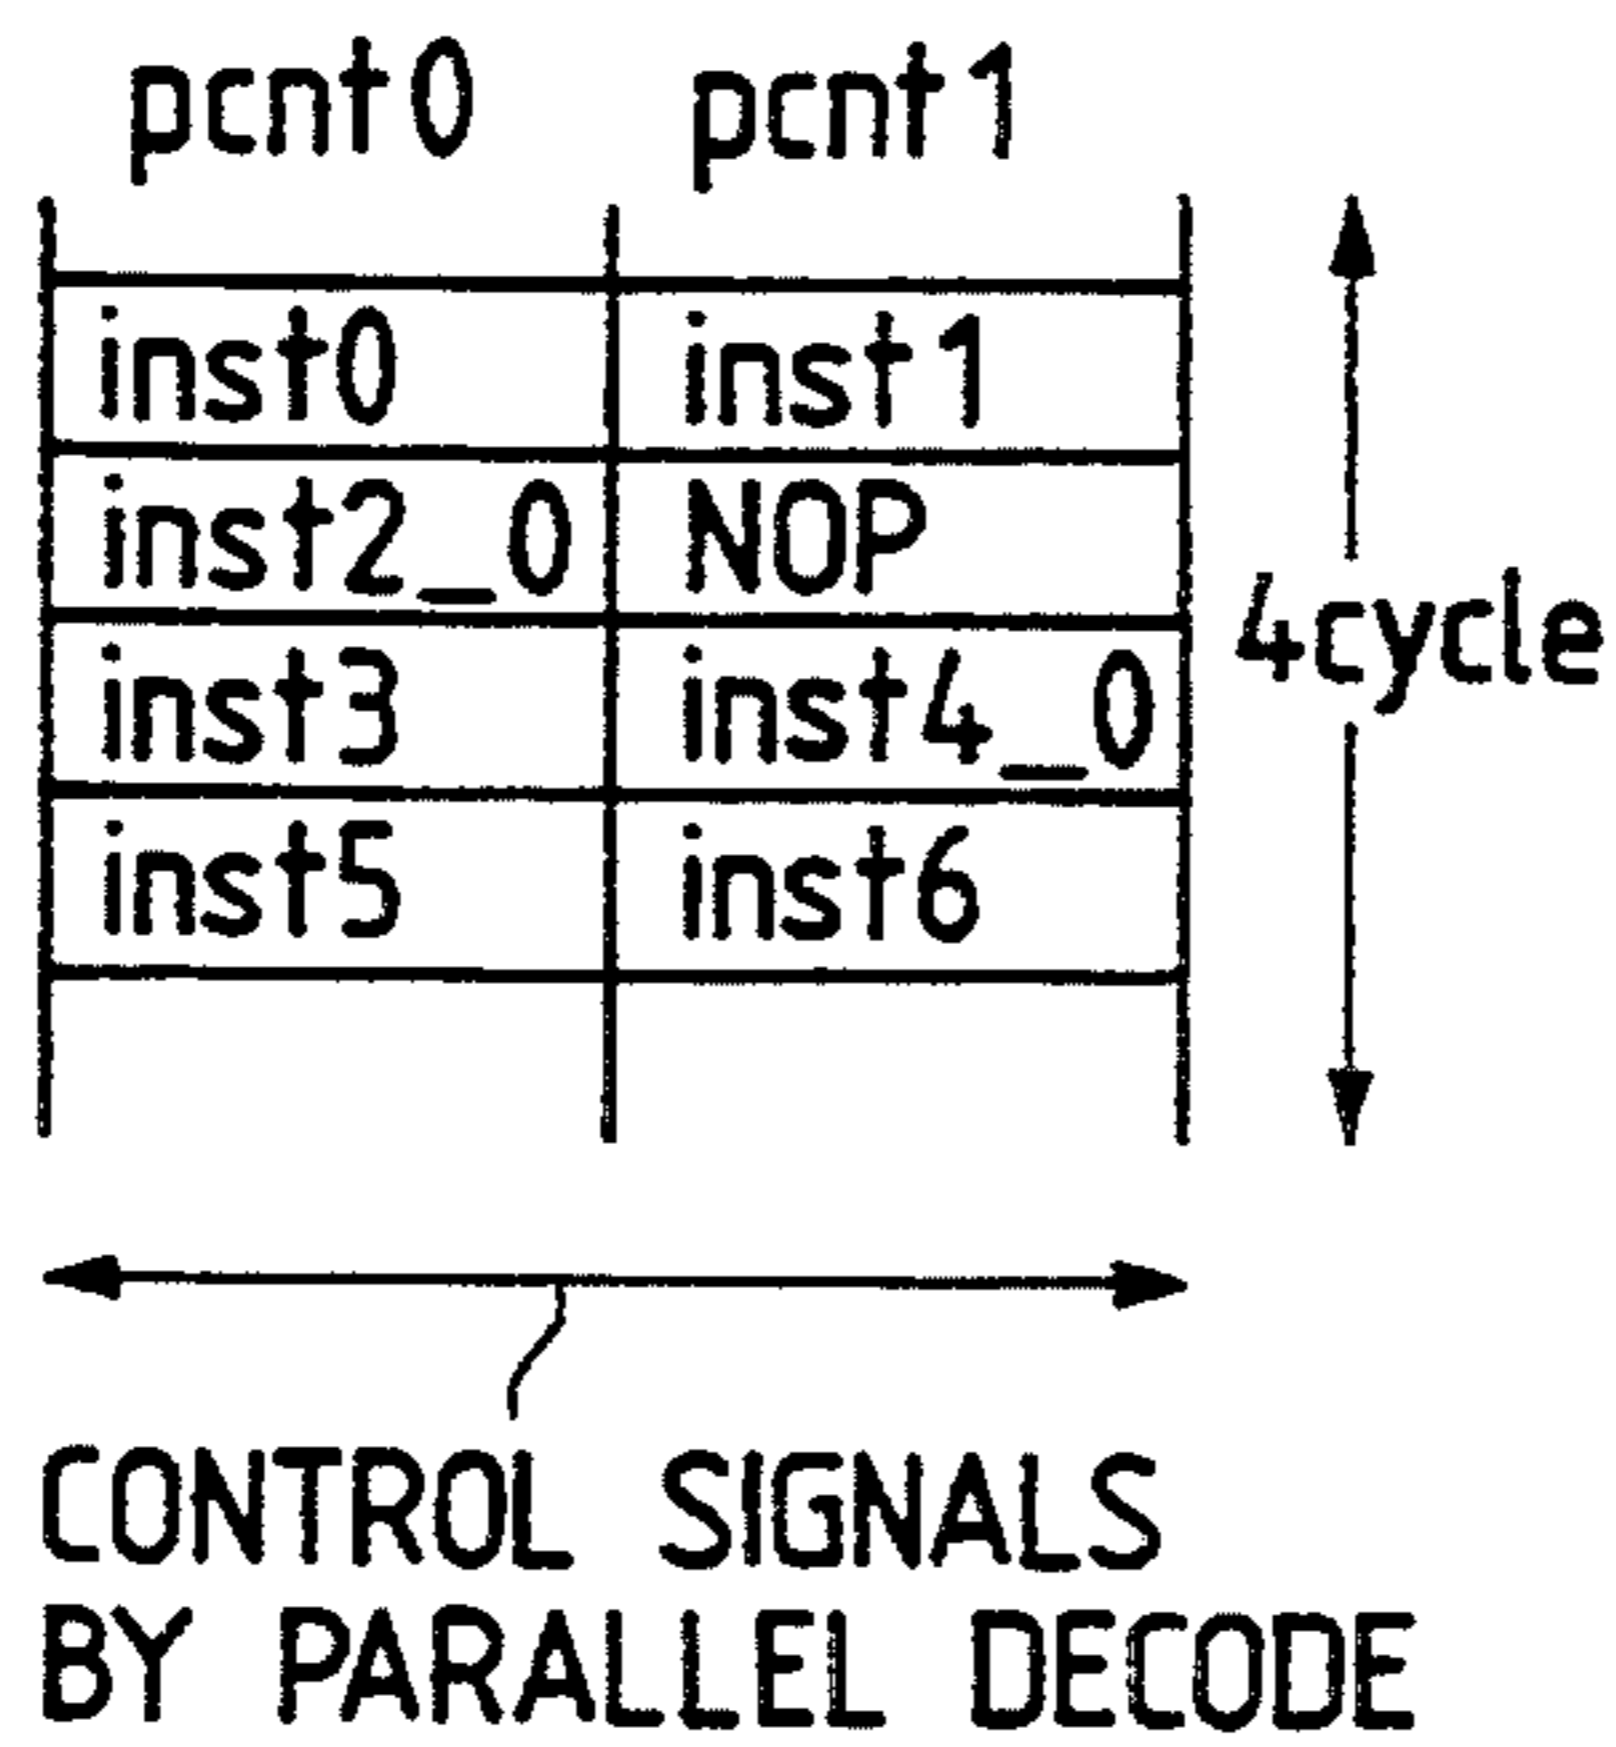 pcnt0 pcnt1
inst0 inst1
inst2_0 NOP
inst3 inst4_0
inst5 inst6
4cycle
CONTROL SIGNALS
BY PARALLEL DECODE